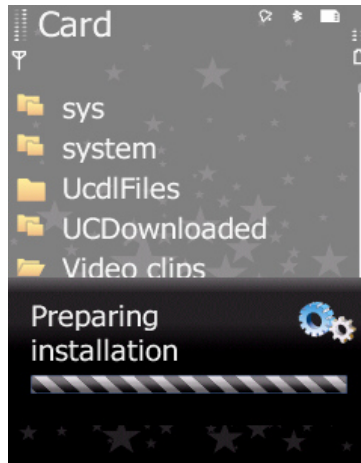 Card
sys
system
UcdlFiles
UCDownloaded
Video clips
Preparing
installation